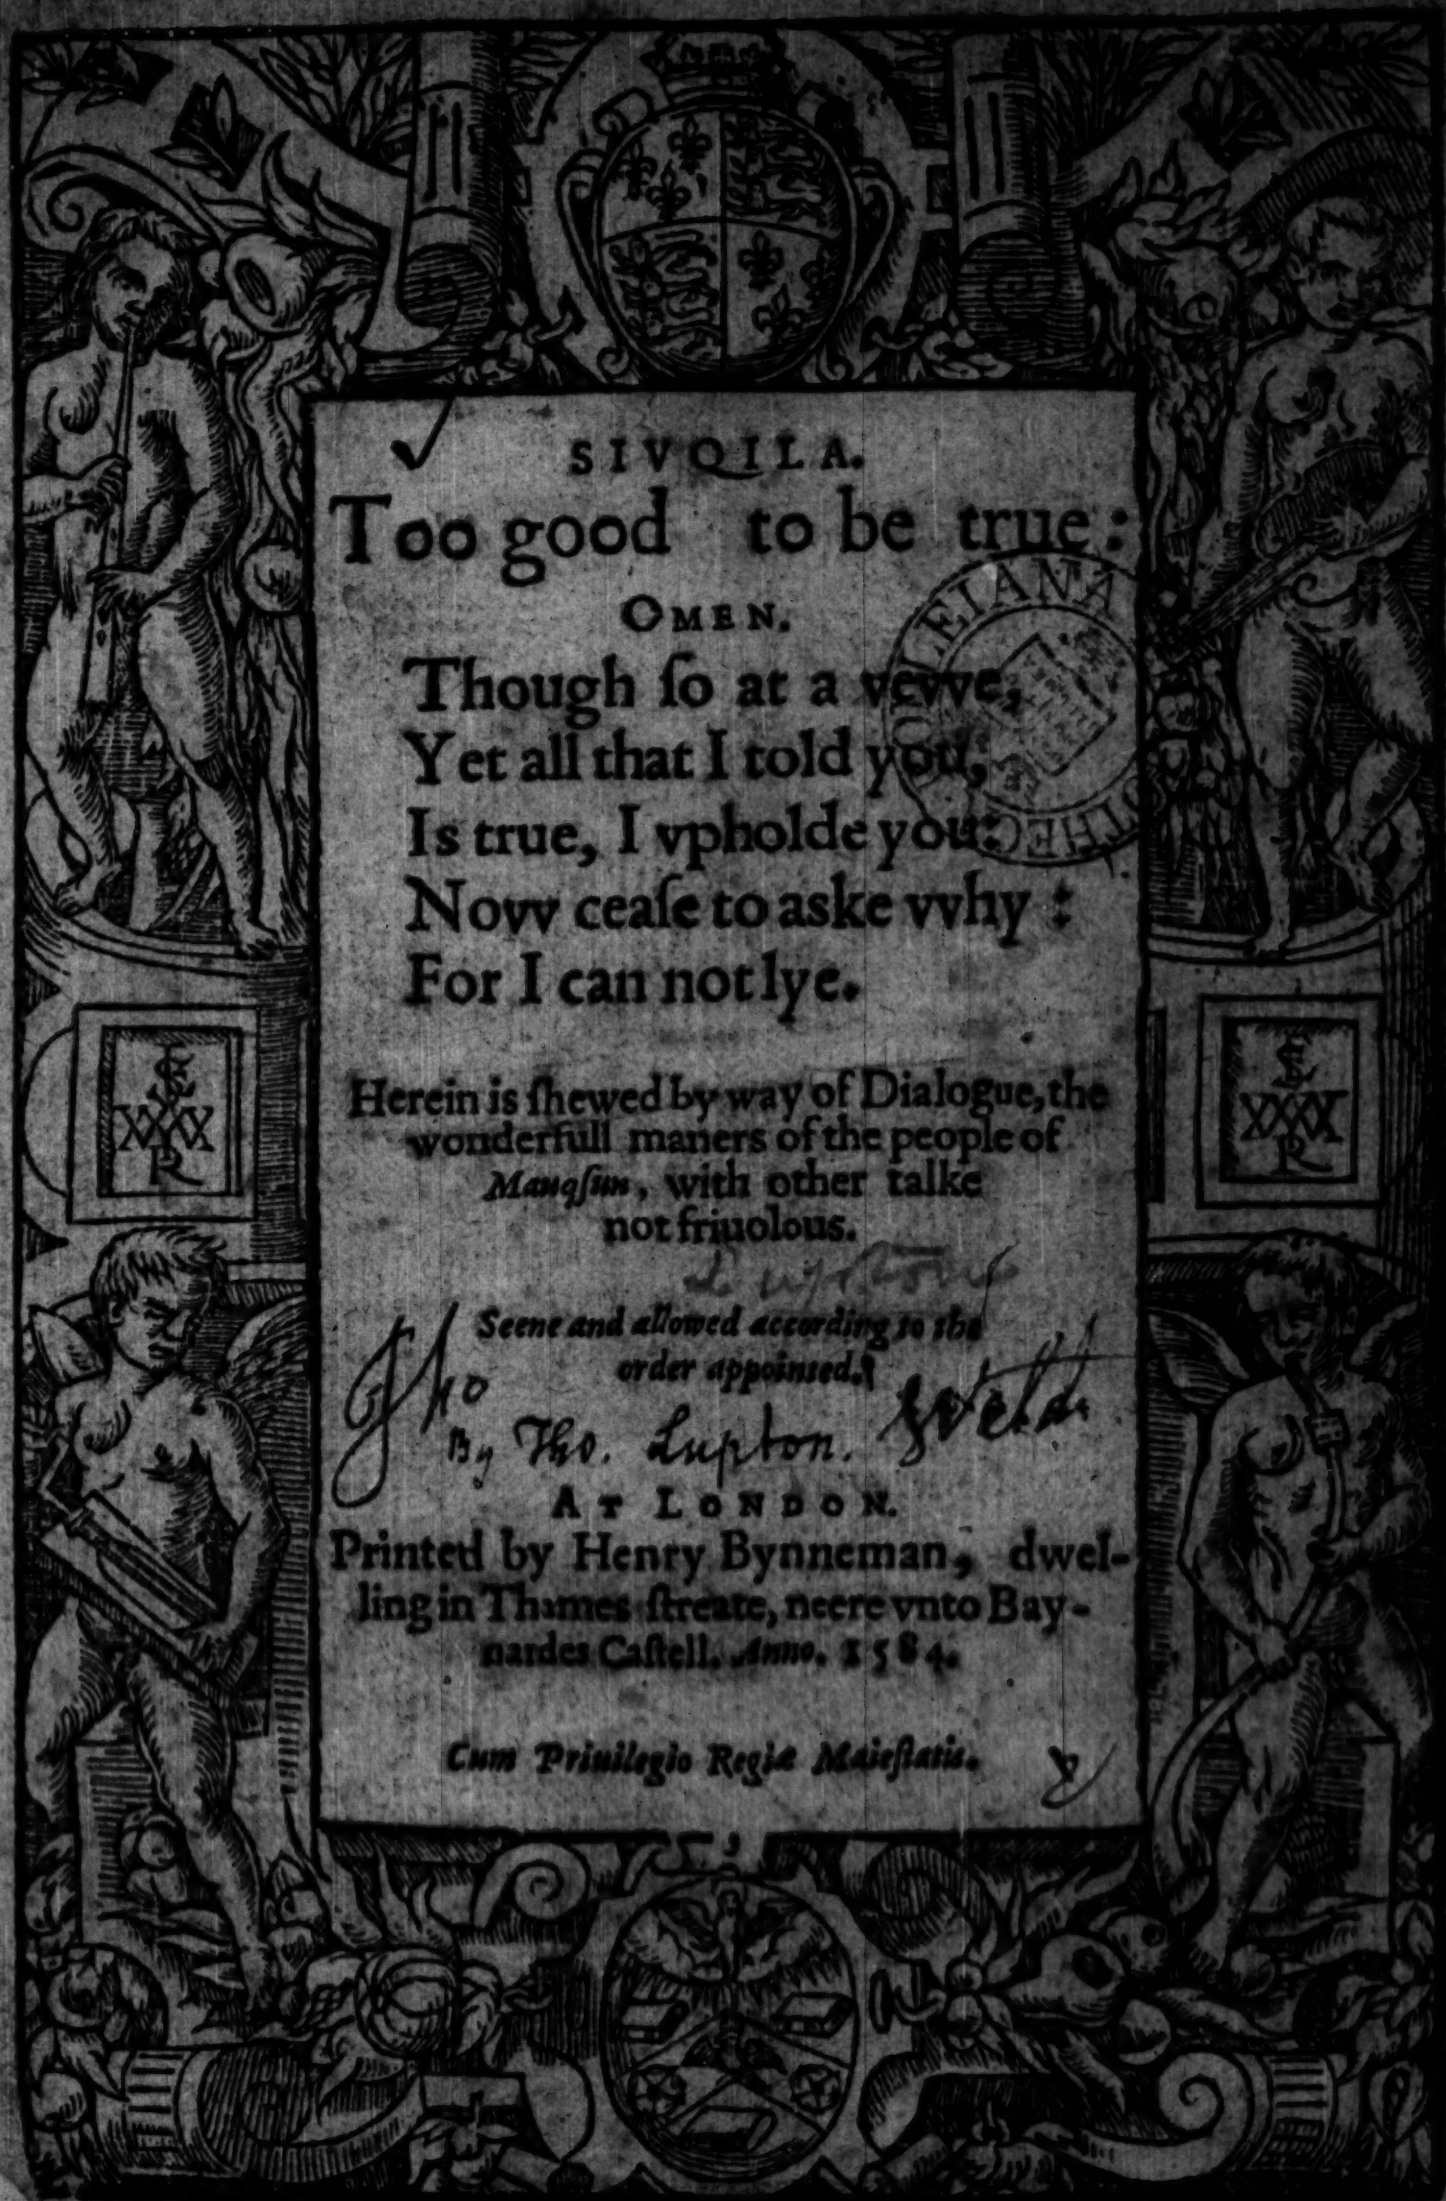 SIVQILA.
Too good to be true:
OMEN.
Though ſo at a vevve,
Yet all that I told you,
Is true, I vpholde you:
Novv ceaſe to aske vvhy :
For I can not lye.
Herein is ſhewed by way of Dialogue, the
wonderfull maners of the people of
Mauqſun, with other talke
not friuolous.
Lupton
Seene and allowed according to the
order appointed.
Tho
By Tho. Lupton.
AT LONDON.
Printed by Henry Bynneman, dwel-
ling in Thames ſtreate, neere vnto Bay-
nardes Caſtell. Anno. 1584.
Cum Priuilegio Regiæ Maieſtatis.